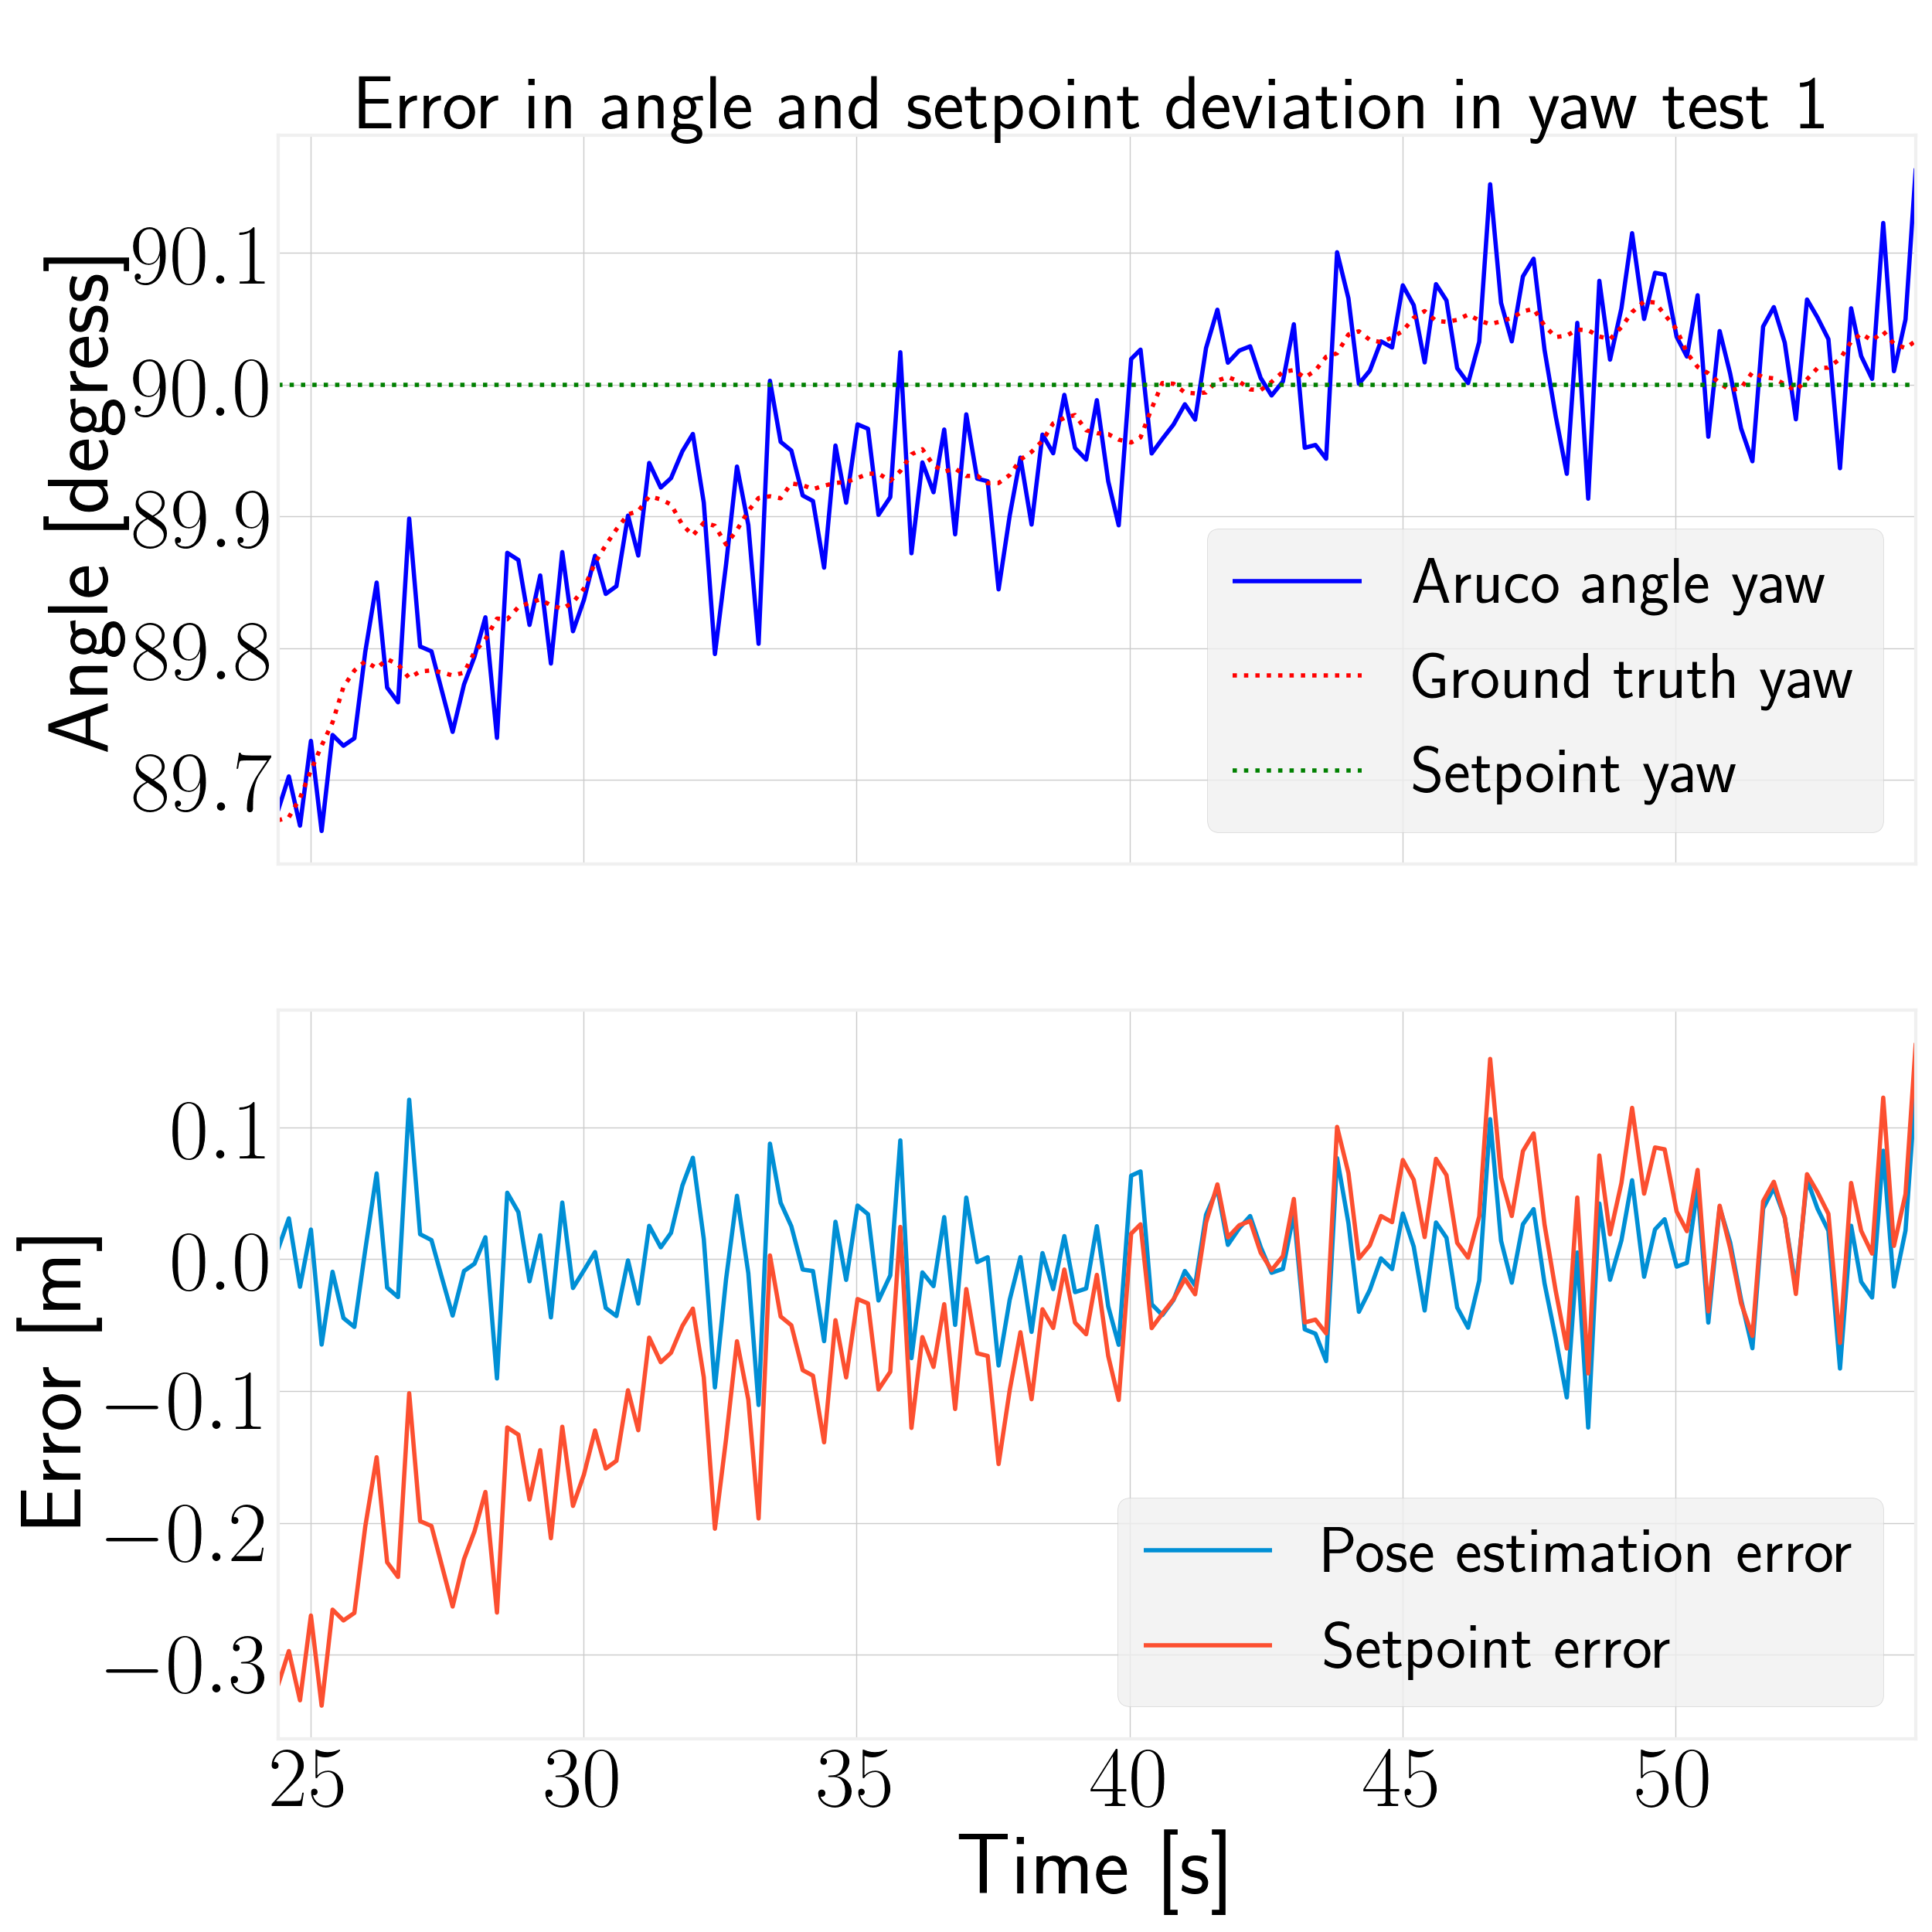 Error in angle and setpoint deviation in yaw test 1
Angle [degress]
90.1
90.0
89.9
89.8
89.7
Aruco angle yaw
Ground truth yaw
Setpoint yaw
Error [m]
0.1
0.0
−0.1
−0.2
−0.3
Pose estimation error
Setpoint error
25 30 35 40 45 50
Time [s]